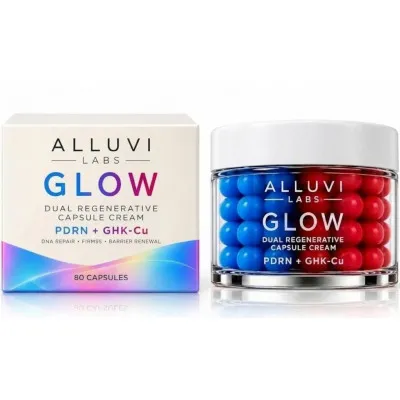 ALLUVI
LABS
GLOW
DUAL REGENERATIVE
CAPSULE CREAM
PDRN + GHK-Cu
DNA REPAIR • FIRMES • BARRIER RENEWAL
80 CAPSULES
ALLUVI
LABS
GLOW
DUAL REGENERATIVE
CAPSULE CREAM
PDRN + GHK-Cu